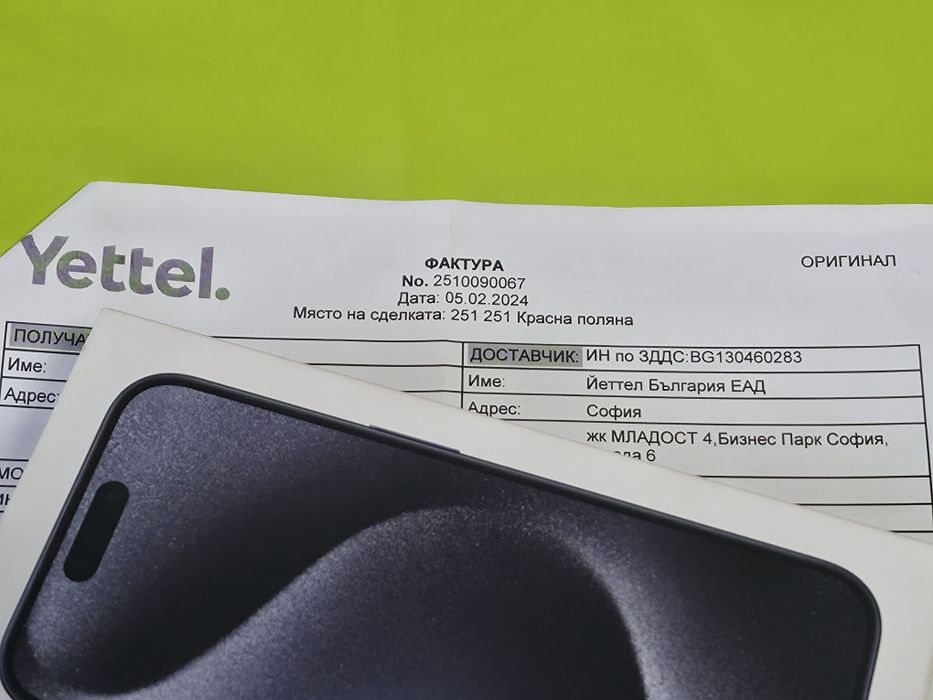 Yettel.
ФАКТУРА
ОРИГИНАЛ
No. 2510090067
Дата: 05.02.2024
Място на сделката: 251 251 Красна поляна
ДОСТАВЧИК: ИН по ЗДДС:BG130460283
Име:
Име: Йеттел България ЕАД
Адрес:
Адрес: София
жк МЛАДОСТ 4,Бизнес Парк София,
6